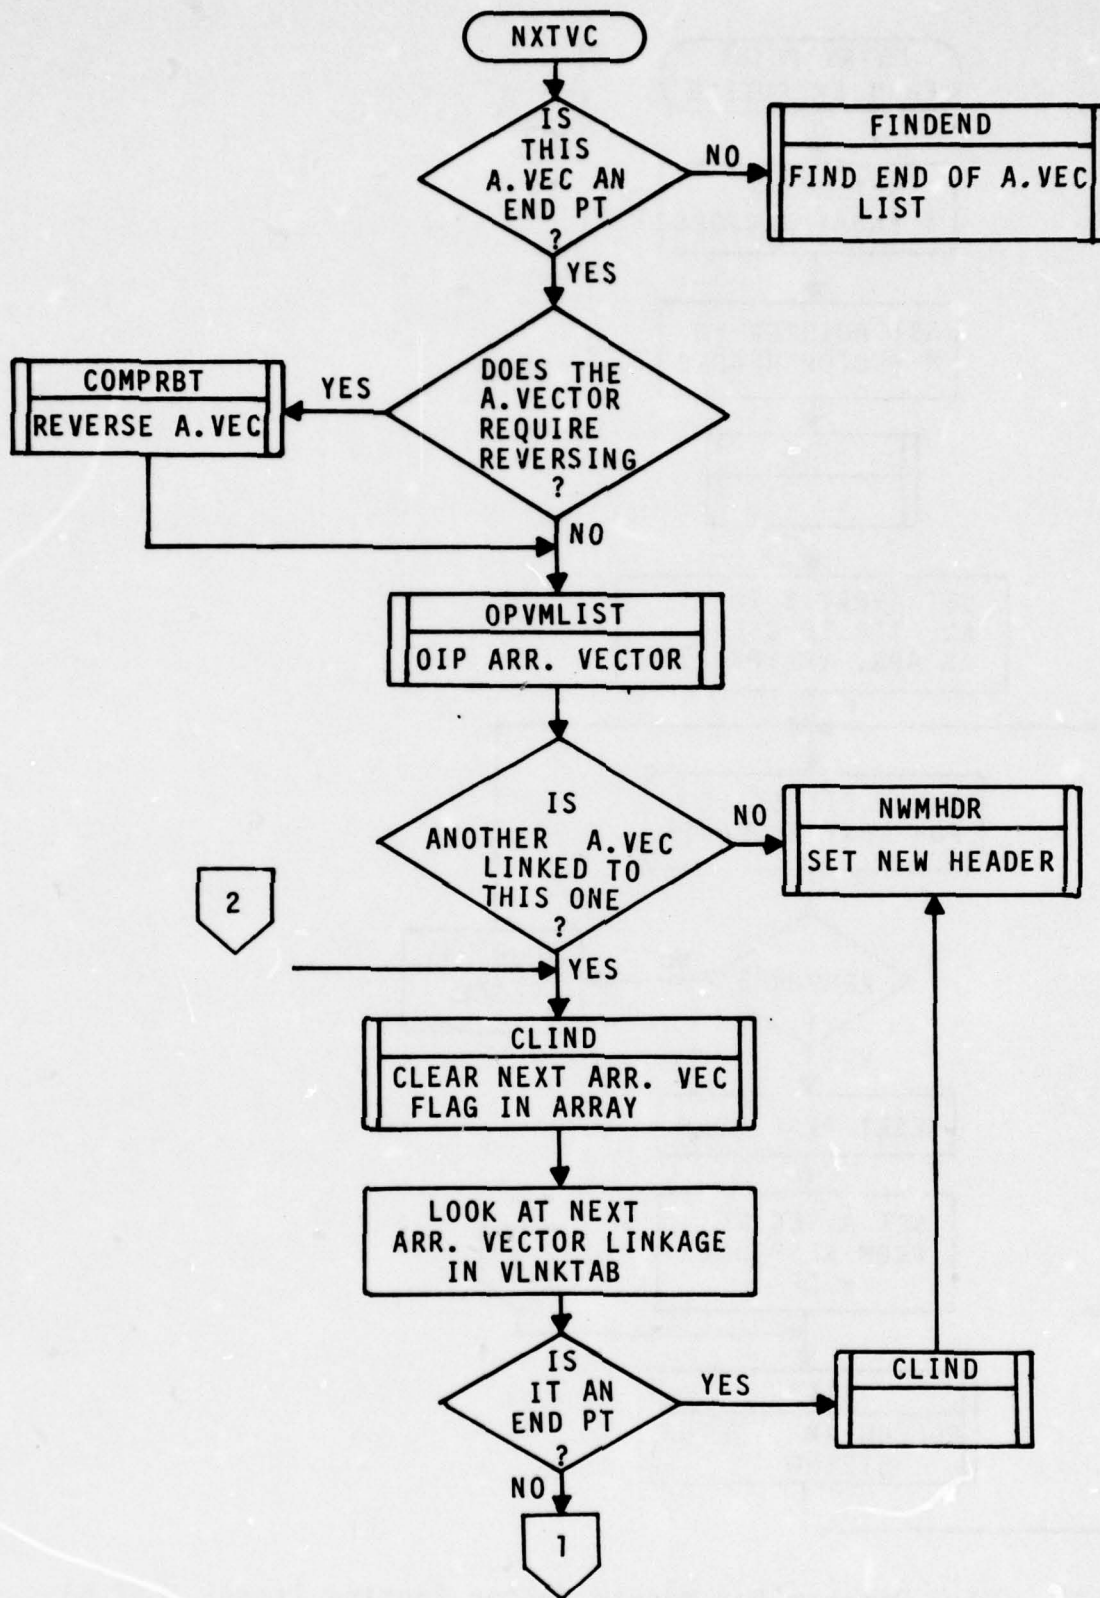 NXTVC
IS
THIS
A.VEC AN
END PT
?
NO
FINDEND
FIND END OF A.VEC
LIST
YES
DOES THE
A.VECTOR
REQUIRE
REVERSING
?
YES
COMPRBT
REVERSE A.VEC
NO
OPVMLIST
OIP ARR. VECTOR
IS
ANOTHER A.VEC
LINKED TO
THIS ONE
?
NO
NWMHDR
SET NEW HEADER
2
YES
CLIND
CLEAR NEXT ARR. VEC
FLAG IN ARRAY
LOOK AT NEXT
ARR. VECTOR LINKAGE
IN VLNKTAB
IS
IT AN
END PT
?
YES
CLIND
NO
1